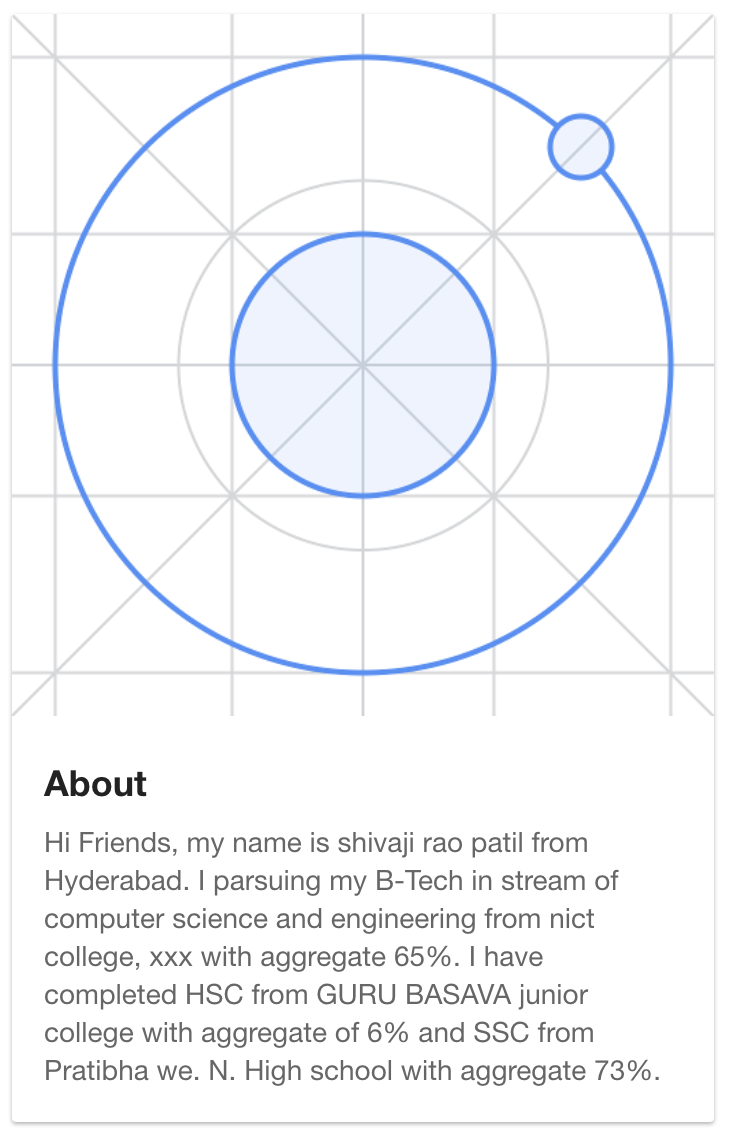 About
Hi Friends, my name is shivaji rao patil from
Hyderabad. I parsuing my B-Tech in stream of
computer science and engineering from nict
college, xxx with aggregate 65%. I have
completed HSC from GURU BASAVA junior
college with aggregate of 6% and SSC from
Pratibha we. N. High school with aggregate 73%.